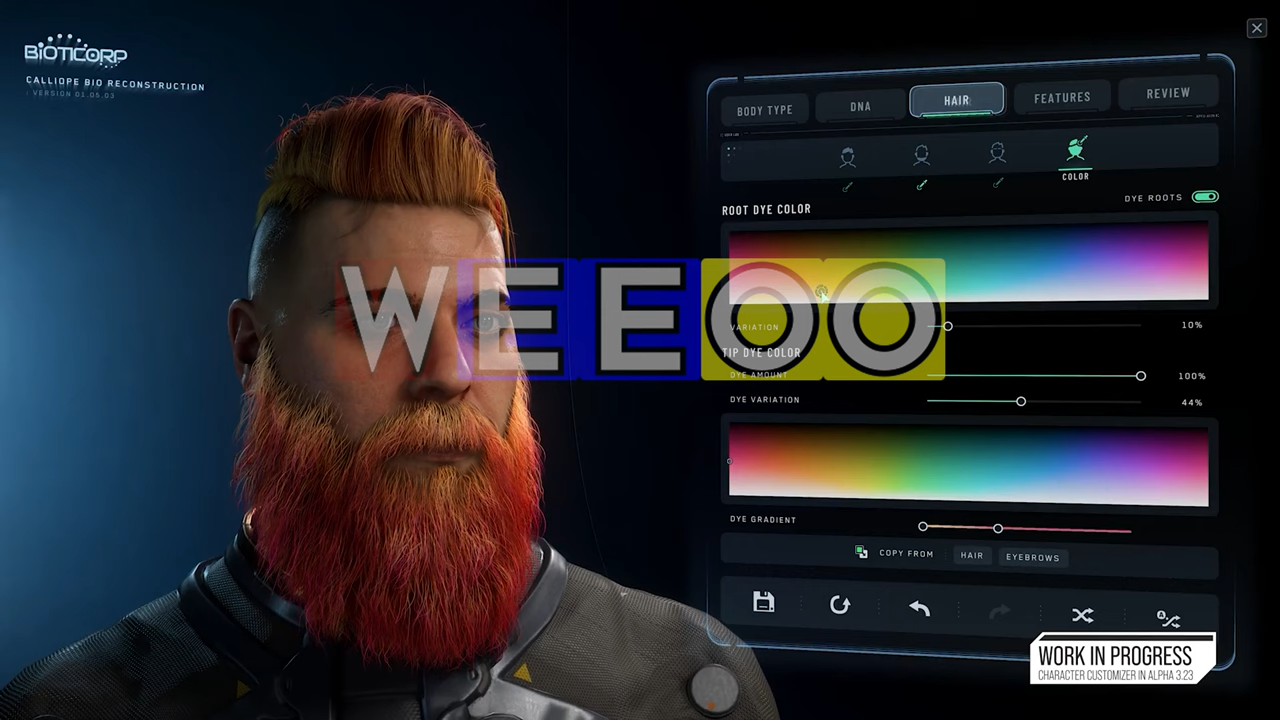 BIOTICORP
CALLIOPE BIO RECONSTRUCTION
/ VERSION 01.05.03
BODY TYPE
DNA
HAIR
FEATURES
REVIEW
COLOR
DYE ROOTS
ROOT DYE COLOR
WEEOO
VARIATION
10%
TIP DYE COLOR
DYE AMOUNT
100%
DYE VARIATION
44%
DYE GRADIENT
COPY FROM
HAIR
EYEBROWS
WORK IN PROGRESS
CHARACTER CUSTOMIZER IN ALPHA 3.23